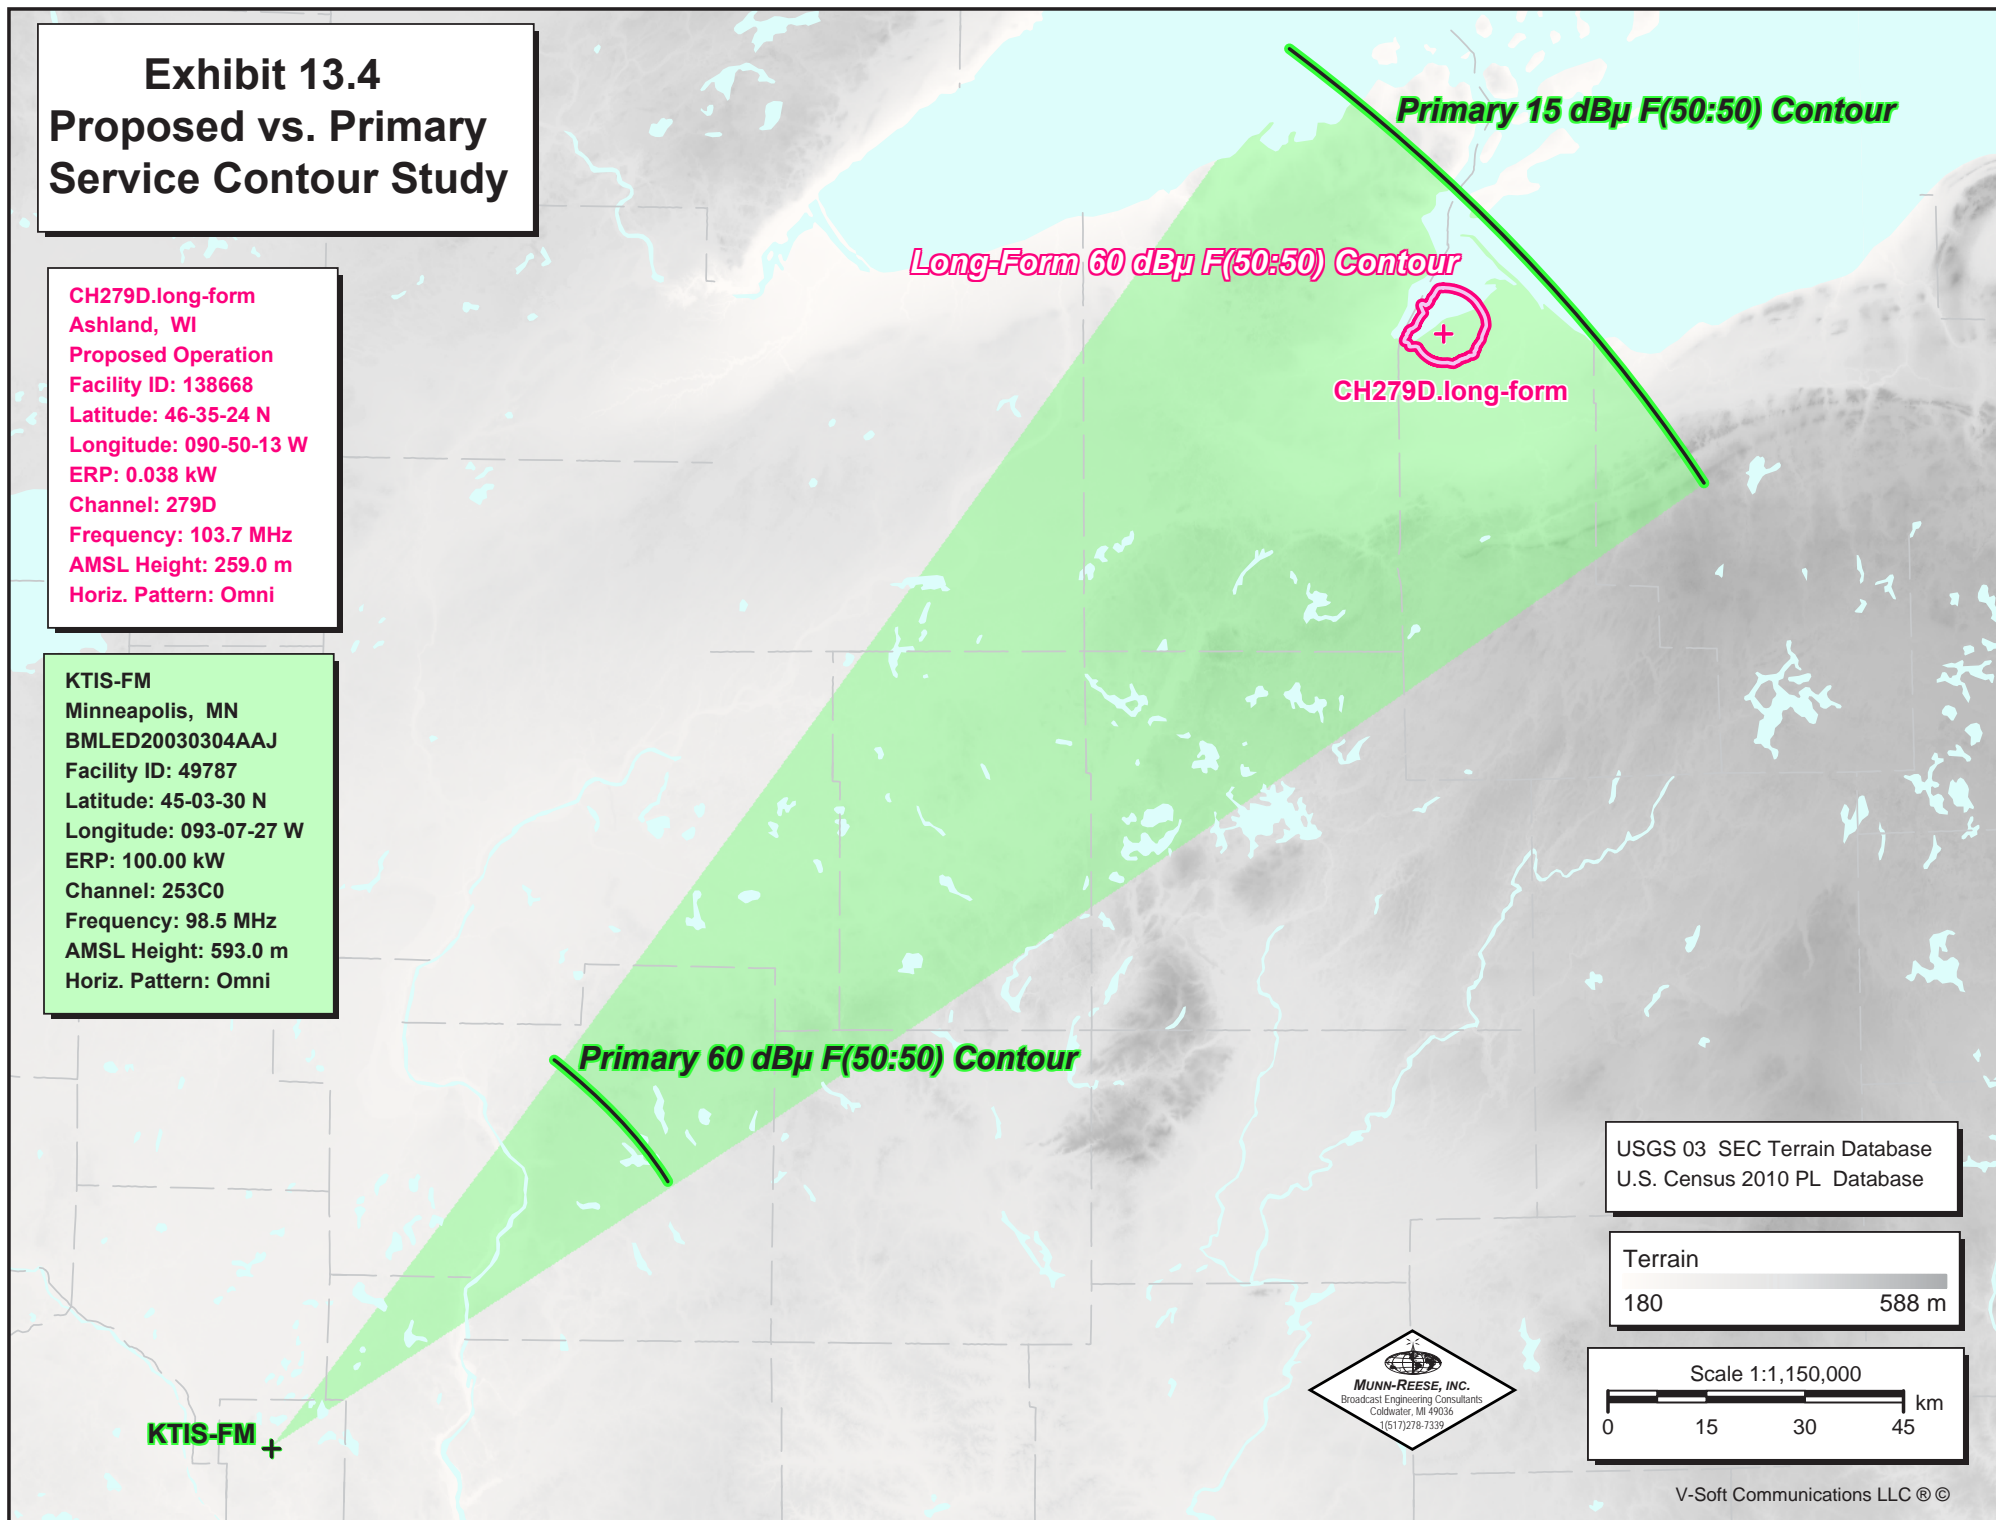 Exhibit 13.4
Proposed vs. Primary
Service Contour Study
Primary 15 dBµ F(50:50) Contour
Long-Form 60 dBµ F(50:50) Contour
CH279D.long-form
CH279D.long-form
Ashland, WI
Proposed Operation
Facility ID: 138668
Latitude: 46-35-24 N
Longitude: 090-50-13 W
ERP: 0.038 kW
Channel: 279D
Frequency: 103.7 MHz
AMSL Height: 259.0 m
Horiz. Pattern: Omni
KTIS-FM
Minneapolis, MN
BMLED20030304AAJ
Facility ID: 49787
Latitude: 45-03-30 N
Longitude: 093-07-27 W
ERP: 100.00 kW
Channel: 253C0
Frequency: 98.5 MHz
AMSL Height: 593.0 m
Horiz. Pattern: Omni
Primary 60 dBµ F(50:50) Contour
KTIS-FM
USGS 03 SEC Terrain Database
U.S. Census 2010 PL Database
Terrain
180 588 m
MUNN-REESE, INC.
Broadcast Engineering Consultants
Coldwater, MI 49036
1(517)278-7339
Scale 1:1,150,000
km
0 15 30 45
V-Soft Communications LLC ® ©